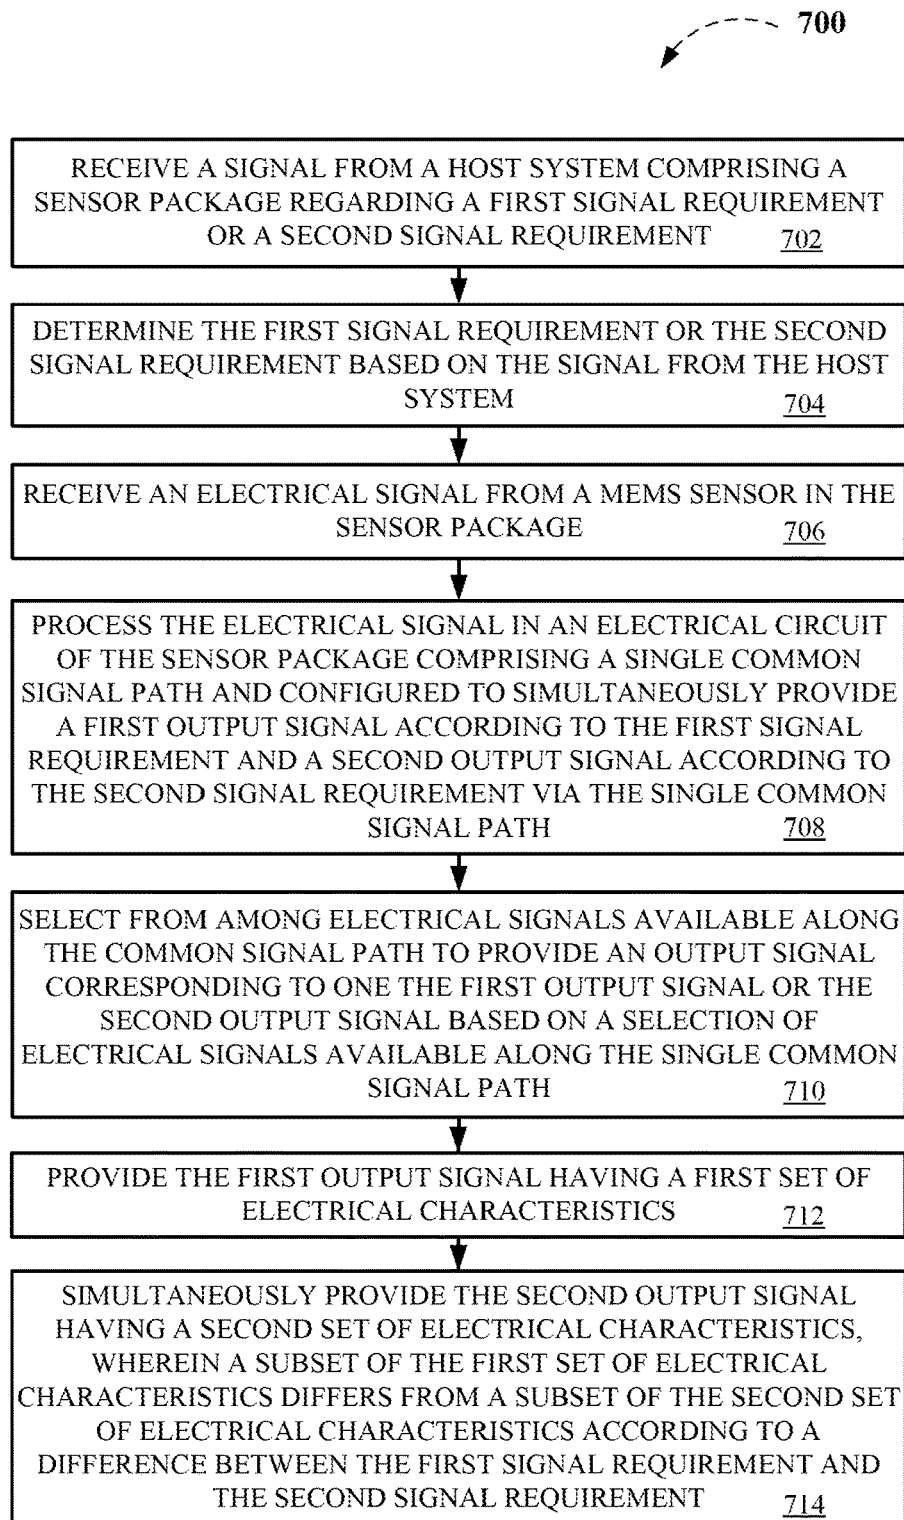 700
RECEIVE A SIGNAL FROM A HOST SYSTEM COMPRISING A
SENSOR PACKAGE REGARDING A FIRST SIGNAL REQUIREMENT
OR A SECOND SIGNAL REQUIREMENT 702
DETERMINE THE FIRST SIGNAL REQUIREMENT OR THE SECOND
SIGNAL REQUIREMENT BASED ON THE SIGNAL FROM THE HOST
SYSTEM 704
RECEIVE AN ELECTRICAL SIGNAL FROM A MEMS SENSOR IN THE
SENSOR PACKAGE 706
PROCESS THE ELECTRICAL SIGNAL IN AN ELECTRICAL CIRCUIT
OF THE SENSOR PACKAGE COMPRISING A SINGLE COMMON
SIGNAL PATH AND CONFIGURED TO SIMULTANEOUSLY PROVIDE
A FIRST OUTPUT SIGNAL ACCORDING TO THE FIRST SIGNAL
REQUIREMENT AND A SECOND OUTPUT SIGNAL ACCORDING TO
THE SECOND SIGNAL REQUIREMENT VIA THE SINGLE COMMON
SIGNAL PATH 708
SELECT FROM AMONG ELECTRICAL SIGNALS AVAILABLE ALONG
THE COMMON SIGNAL PATH TO PROVIDE AN OUTPUT SIGNAL
CORRESPONDING TO ONE THE FIRST OUTPUT SIGNAL OR THE
SECOND OUTPUT SIGNAL BASED ON A SELECTION OF
ELECTRICAL SIGNALS AVAILABLE ALONG THE SINGLE COMMON
SIGNAL PATH 710
PROVIDE THE FIRST OUTPUT SIGNAL HAVING A FIRST SET OF
ELECTRICAL CHARACTERISTICS 712
SIMULTANEOUSLY PROVIDE THE SECOND OUTPUT SIGNAL
HAVING A SECOND SET OF ELECTRICAL CHARACTERISTICS,
WHEREIN A SUBSET OF THE FIRST SET OF ELECTRICAL
CHARACTERISTICS DIFFERS FROM A SUBSET OF THE SECOND SET
OF ELECTRICAL CHARACTERISTICS ACCORDING TO A
DIFFERENCE BETWEEN THE FIRST SIGNAL REQUIREMENT AND
THE SECOND SIGNAL REQUIREMENT 714